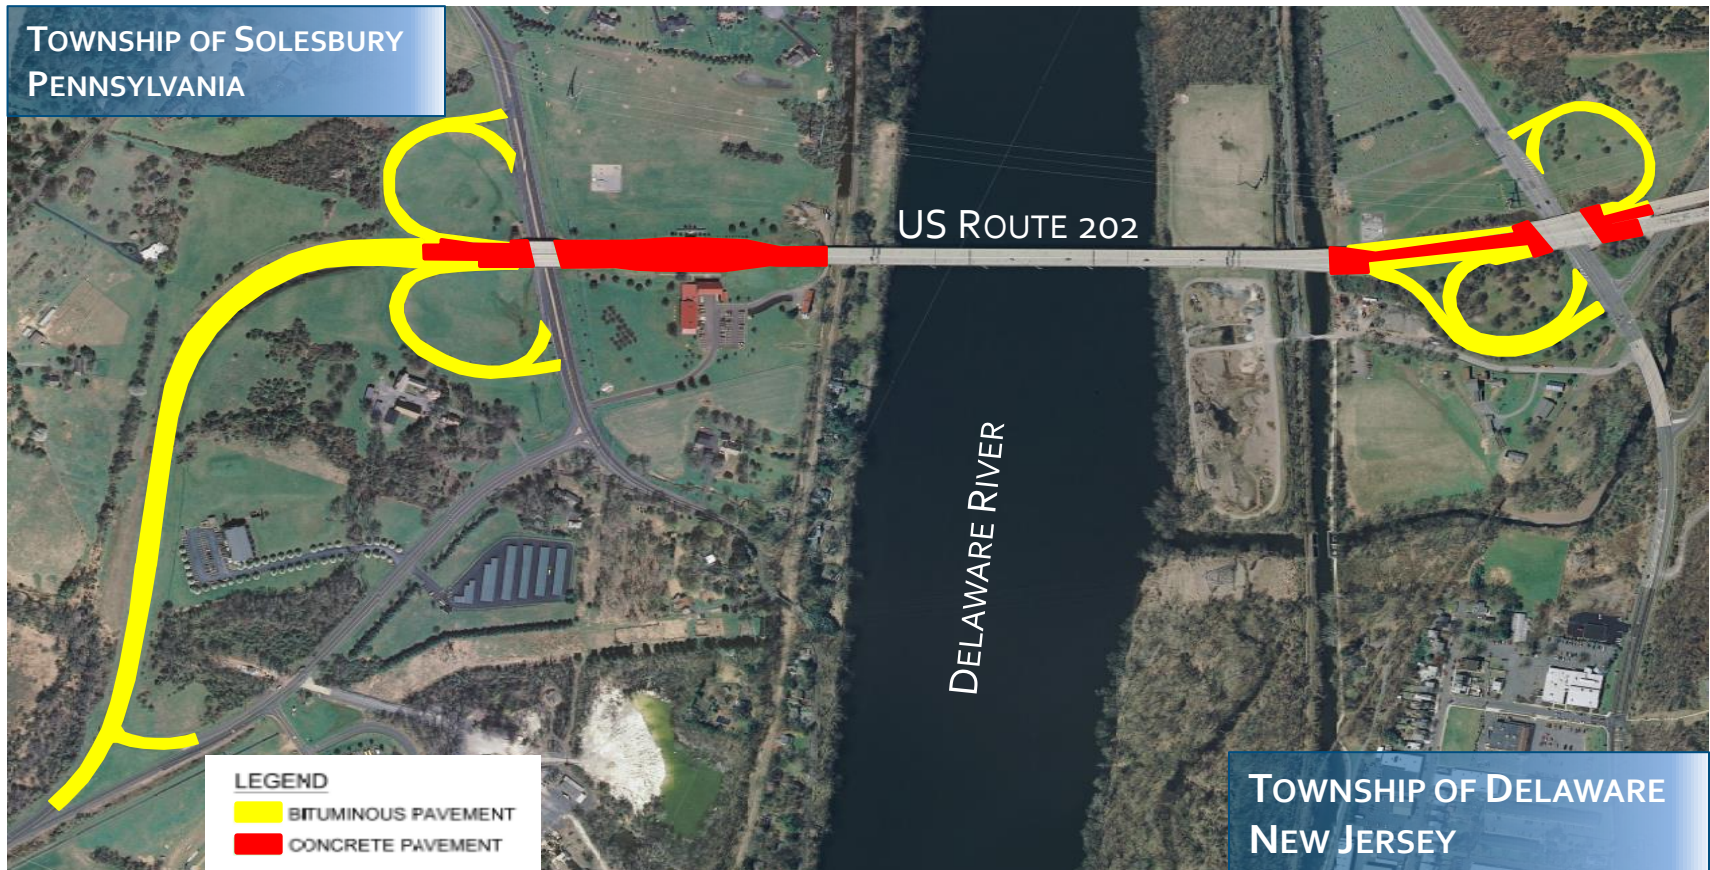 TOWNSHIP OF SOLESBURY
PENNSYLVANIA
US ROUTE 202
DELAWARE RIVER
LEGEND
BITUMINOUS PAVEMENT
CONCRETE PAVEMENT
TOWNSHIP OF DELAWARE
NEW JERSEY